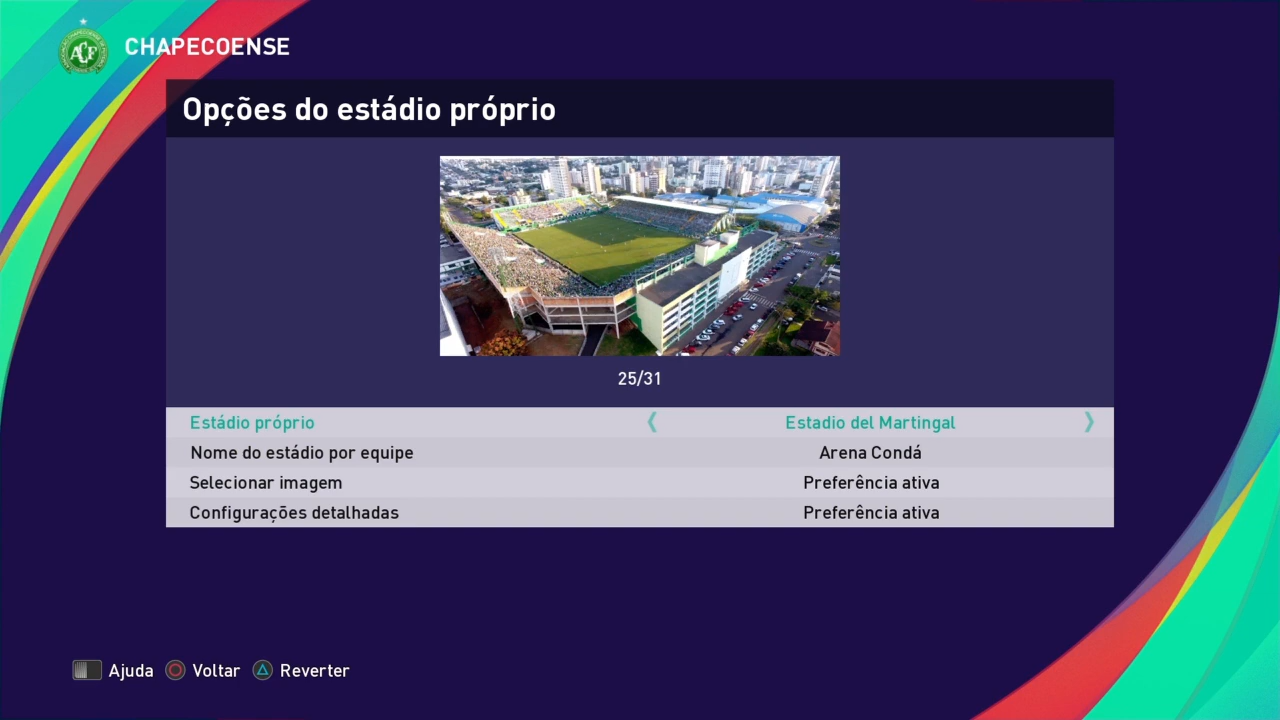 ACF
CHAPECOENSE
Opções do estádio próprio
25/31
Estádio próprio Estadio del Martingal
Nome do estádio por equipe Arena Condá
Selecionar imagem Preferência ativa
Configurações detalhadas Preferência ativa
Ajuda Voltar Reverter